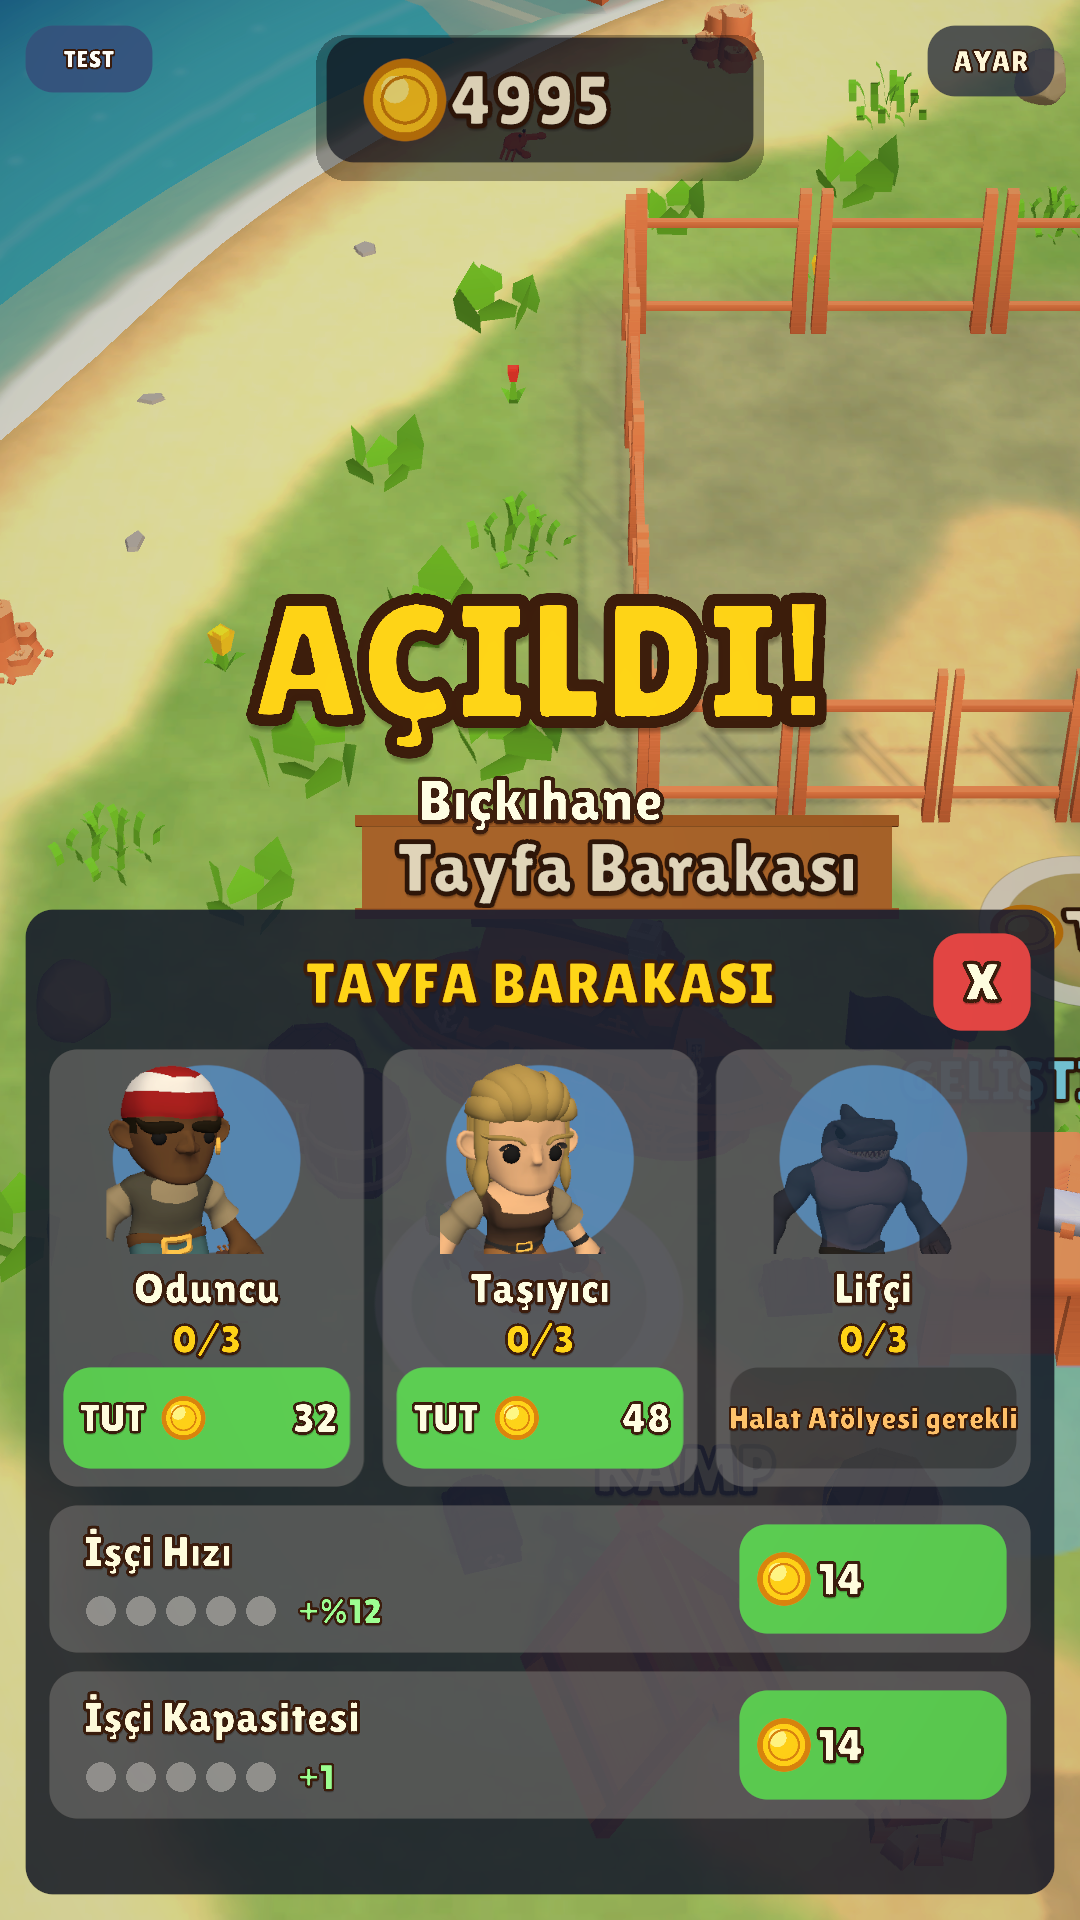 TEST
4995
AYAR
AÇILDI!
Bıçkıhane
Tayfa Barakası
TAYFA BARAKASI
X
Oduncu
0/3
TUT 32
Taşıyıcı
0/3
TUT 48
Lifçi
0/3
Halat Atölyesi gerekli
KAMP
İşçi Hızı
+%12
14
İşçi Kapasitesi
+1
14